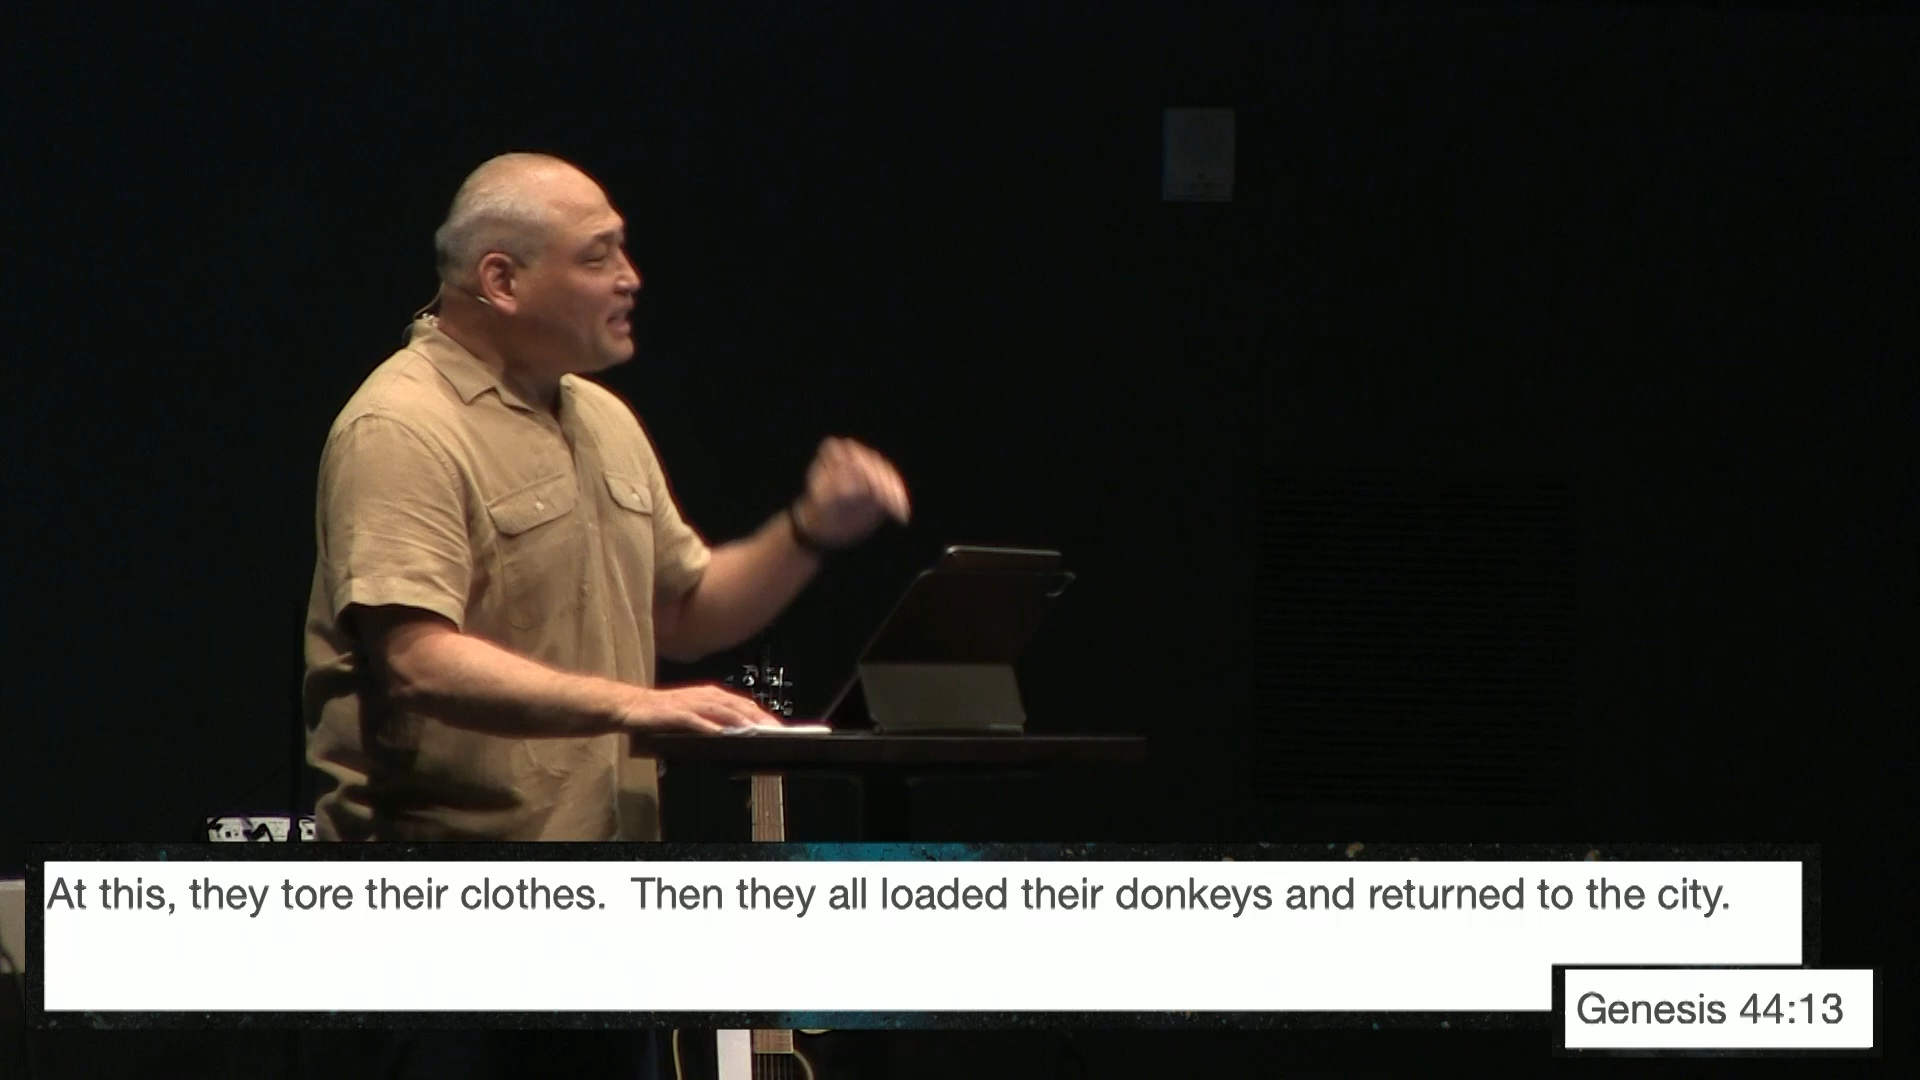 At this, they tore their clothes.  Then they all loaded their donkeys and returned to the city.
Genesis 44:13